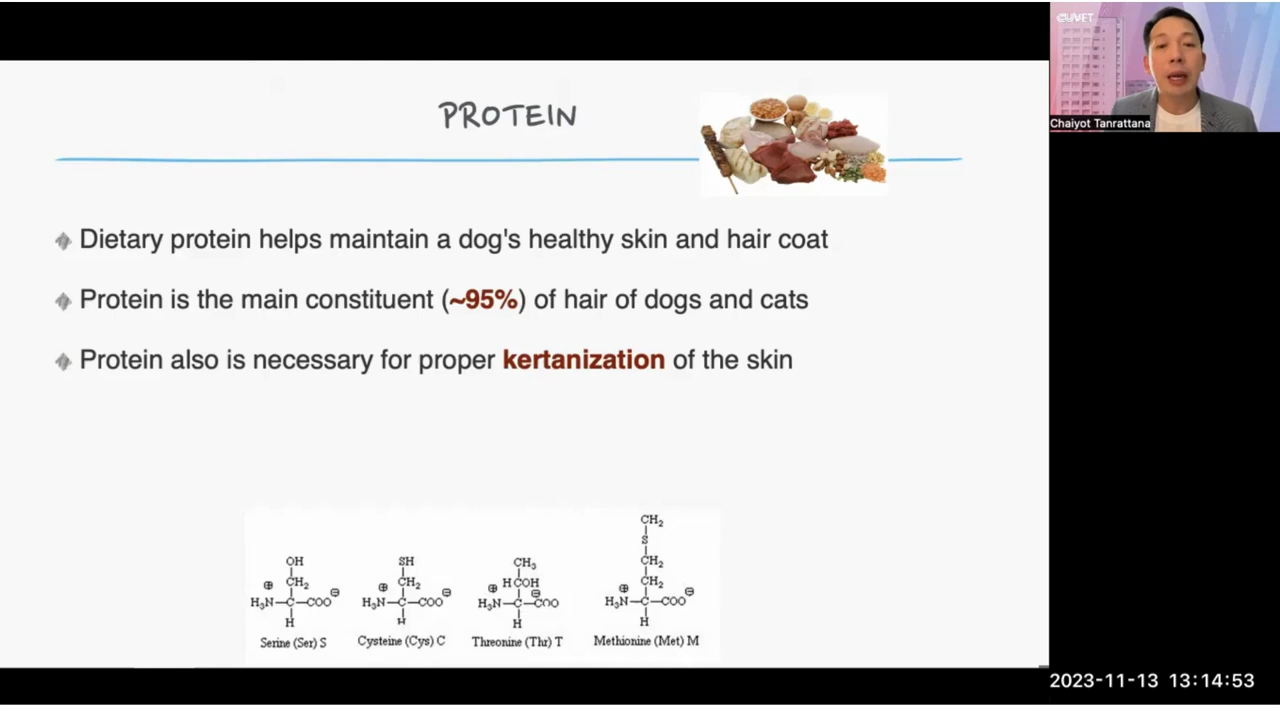 CUVET
Chaiyot Tanrattana
PROTEIN
Dietary protein helps maintain a dog's healthy skin and hair coat
Protein is the main constituent (~95%) of hair of dogs and cats
Protein also is necessary for proper kertanization of the skin
OH
CH₂
⊕ ⊖
H₃N—C—COO
H
Serine (Ser) S
SH
CH₂
⊕ ⊖
H₃N—C—COO
H
Cysteine (Cys) C
CH₃
HCOH
⊕ ⊖
H₃N—C—COO
H
Threonine (Thr) T
CH₂
S
CH₂
CH₂
⊕ ⊖
H₃N—C—COO
H
Methionine (Met) M
2023-11-13 13:14:53